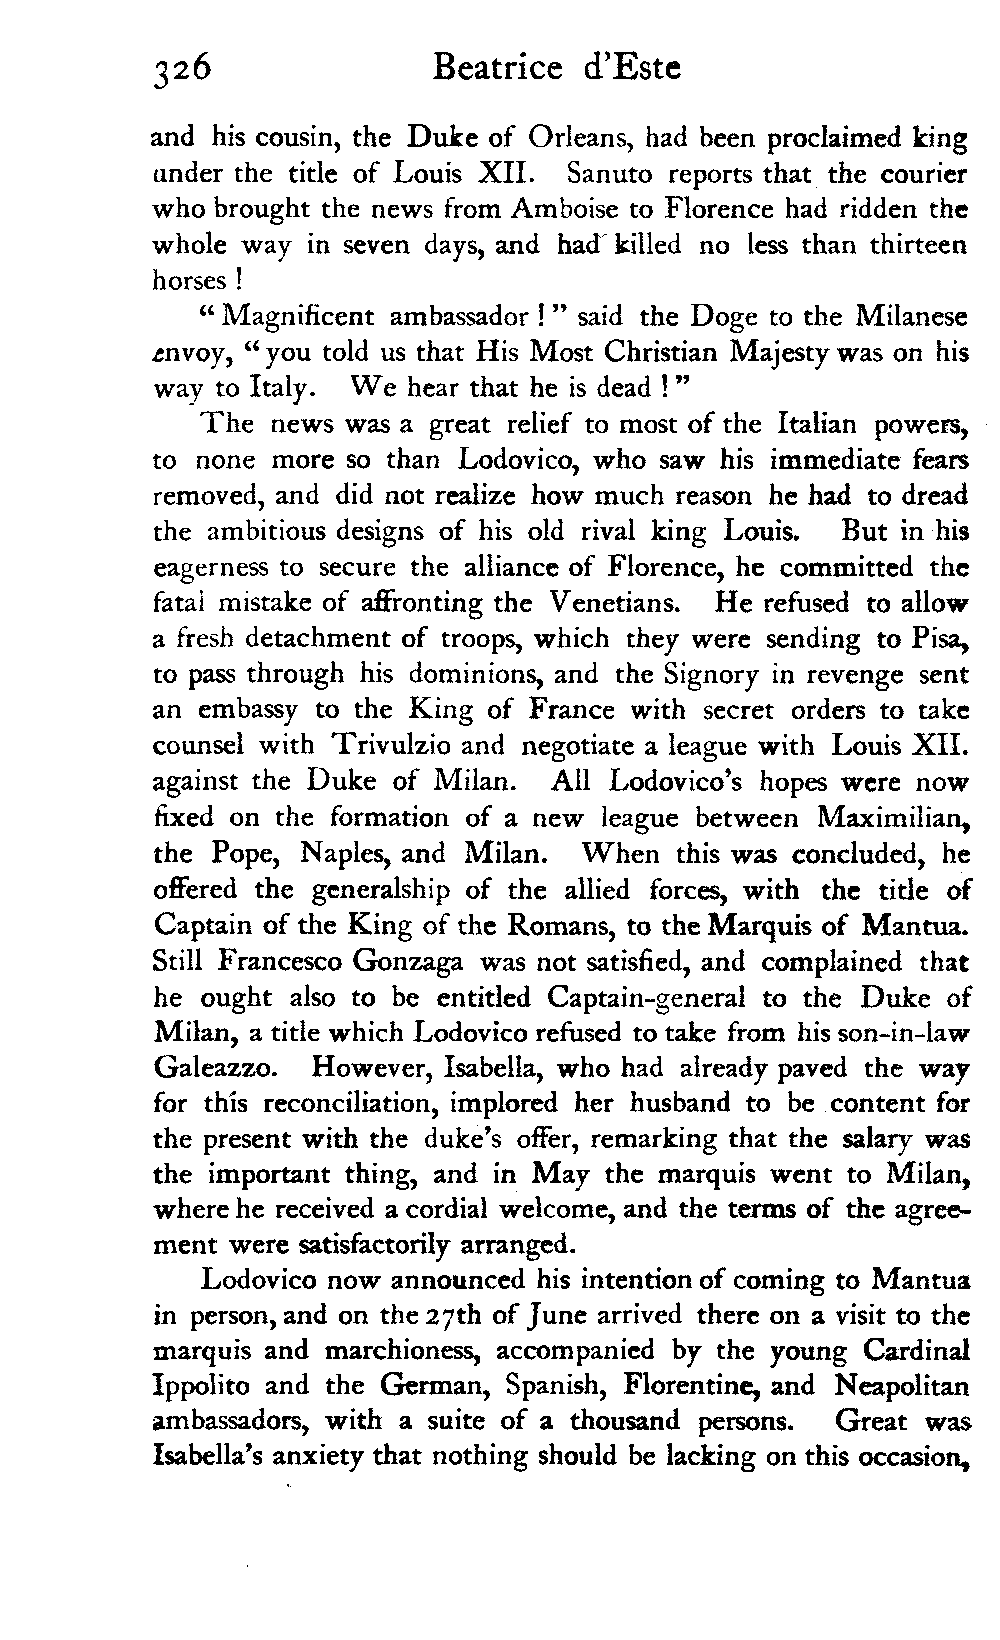 326 Beatrice d'Este
and his cousin, the Duke of Orleans, had been proclaimed king
under the title of Louis XII. Sanuto reports that the courier
who brought the news from Amboise to Florence had ridden the
whole way in seven days, and had killed no less than thirteen
horses !
“ Magnificent ambassador ! ” said the Doge to the Milanese
envoy, “ you told us that His Most Christian Majesty was on his
way to Italy. We hear that he is dead ! ”
The news was a great relief to most of the Italian powers,
to none more so than Lodovico, who saw his immediate fears
removed, and did not realize how much reason he had to dread
the ambitious designs of his old rival king Louis. But in his
eagerness to secure the alliance of Florence, he committed the
fatal mistake of affronting the Venetians. He refused to allow
a fresh detachment of troops, which they were sending to Pisa,
to pass through his dominions, and the Signory in revenge sent
an embassy to the King of France with secret orders to take
counsel with Trivulzio and negotiate a league with Louis XII.
against the Duke of Milan. All Lodovico's hopes were now
fixed on the formation of a new league between Maximilian,
the Pope, Naples, and Milan. When this was concluded, he
offered the generalship of the allied forces, with the title of
Captain of the King of the Romans, to the Marquis of Mantua.
Still Francesco Gonzaga was not satisfied, and complained that
he ought also to be entitled Captain-general to the Duke of
Milan, a title which Lodovico refused to take from his son-in-law
Galeazzo. However, Isabella, who had already paved the way
for this reconciliation, implored her husband to be content for
the present with the duke's offer, remarking that the salary was
the important thing, and in May the marquis went to Milan,
where he received a cordial welcome, and the terms of the agree-
ment were satisfactorily arranged.
Lodovico now announced his intention of coming to Mantua
in person, and on the 27th of June arrived there on a visit to the
marquis and marchioness, accompanied by the young Cardinal
Ippolito and the German, Spanish, Florentine, and Neapolitan
ambassadors, with a suite of a thousand persons. Great was
Isabella's anxiety that nothing should be lacking on this occasion,